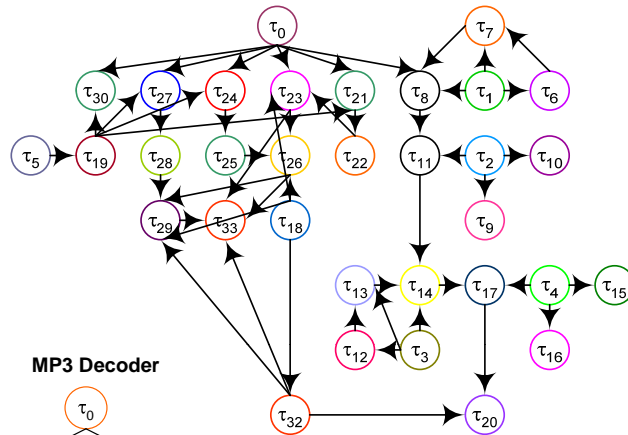 τ0
τ7
τ30 τ27 τ24 τ23 τ21 τ8 τ1 τ6
τ5 τ19 τ28 τ25 τ26 τ22 τ11 τ2 τ10
τ29 τ33 τ18 τ9
τ13 τ14 τ17 τ4 τ15
τ12 τ3 τ16
MP3 Decoder
τ0
τ32 τ20